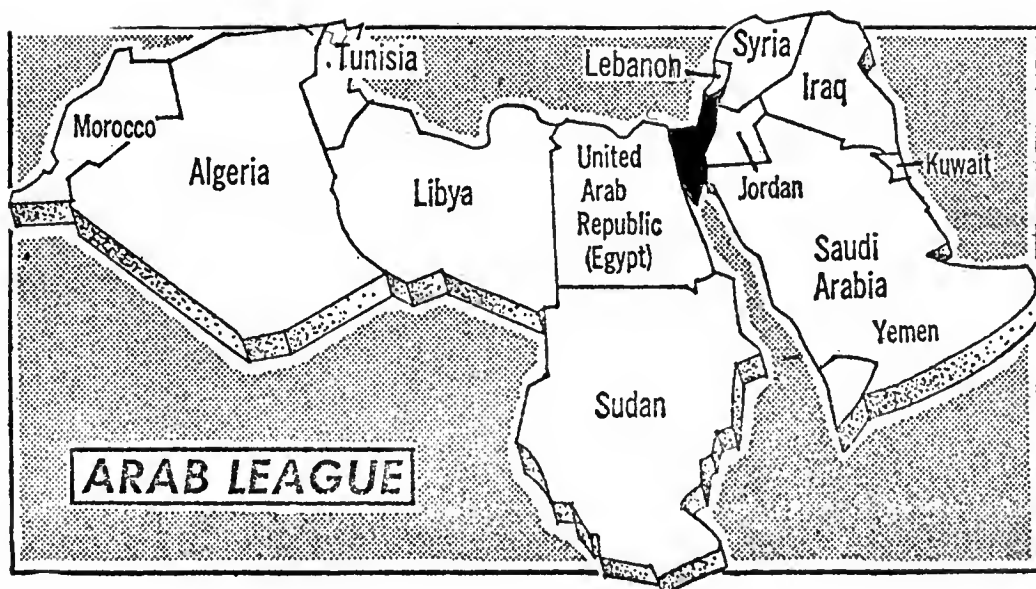 Tunisia
Syria
Lebanon
Iraq
Morocco
Algeria
Libya
United
Arab
Republic
(Egypt)
Jordan
Kuwait
Saudi
Arabia
Yemen
Sudan
ARAB LEAGUE